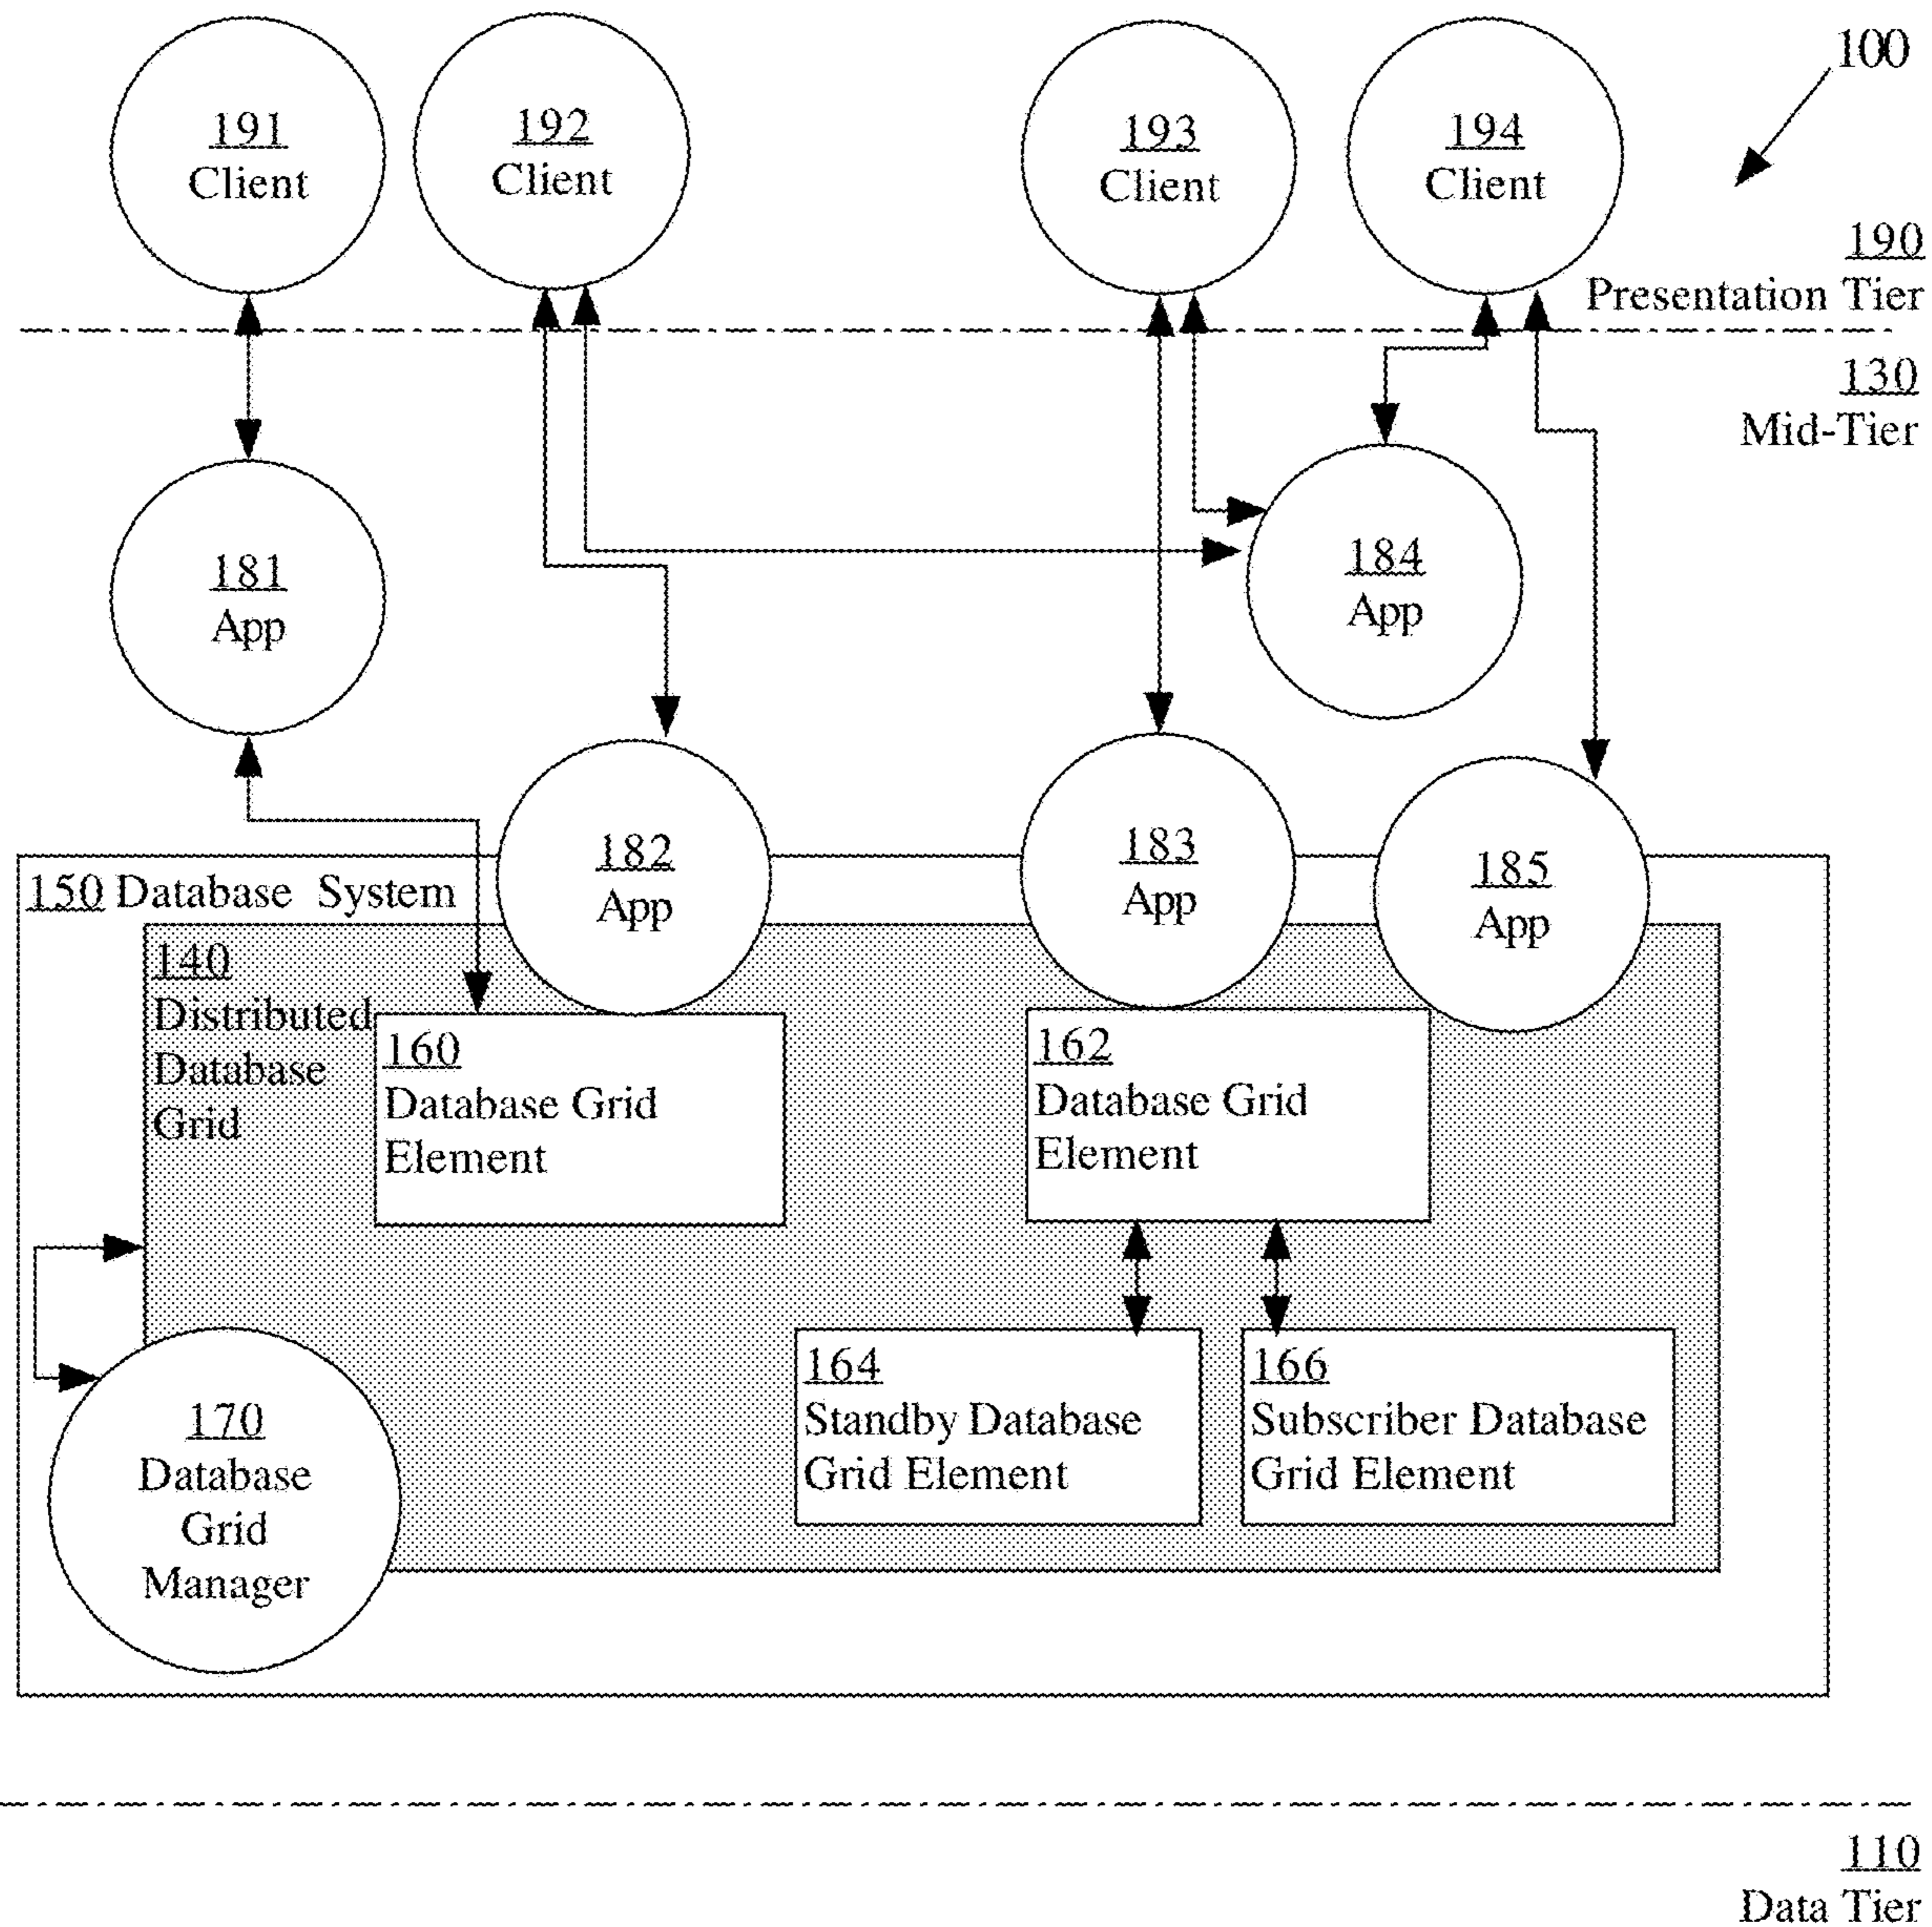 100
191
Client
192
Client
193
Client
194
Client
190
Presentation Tier
130
Mid-Tier
181
App
184
App
182
App
183
App
185
App
150 Database System
140
Distributed
Database
Grid
160
Database Grid
Element
162
Database Grid
Element
164
Standby Database
Grid Element
166
Subscriber Database
Grid Element
170
Database
Grid
Manager
110
Data Tier